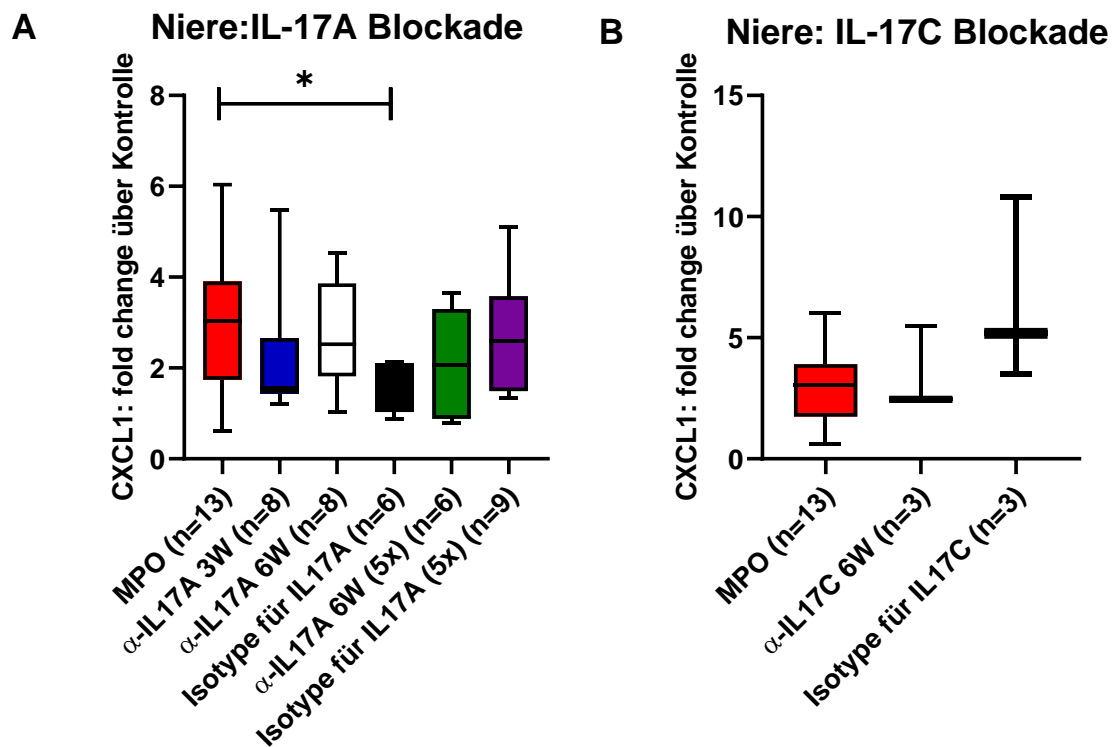 A
Niere:IL-17A Blockade
CXCL1: fold change über Kontrolle
8
6
4
2
0
*
MPO (n=13)
α-IL17A 3W (n=8)
α-IL17A 6W (n=8)
Isotype für IL17A (n=6)
α-IL17A 6W (5x) (n=6)
Isotype für IL17A (5x) (n=9)
B
Niere: IL-17C Blockade
CXCL1: fold change über Kontrolle
15
10
5
0
MPO (n=13)
α-IL17C 6W (n=3)
Isotype für IL17C (n=3)